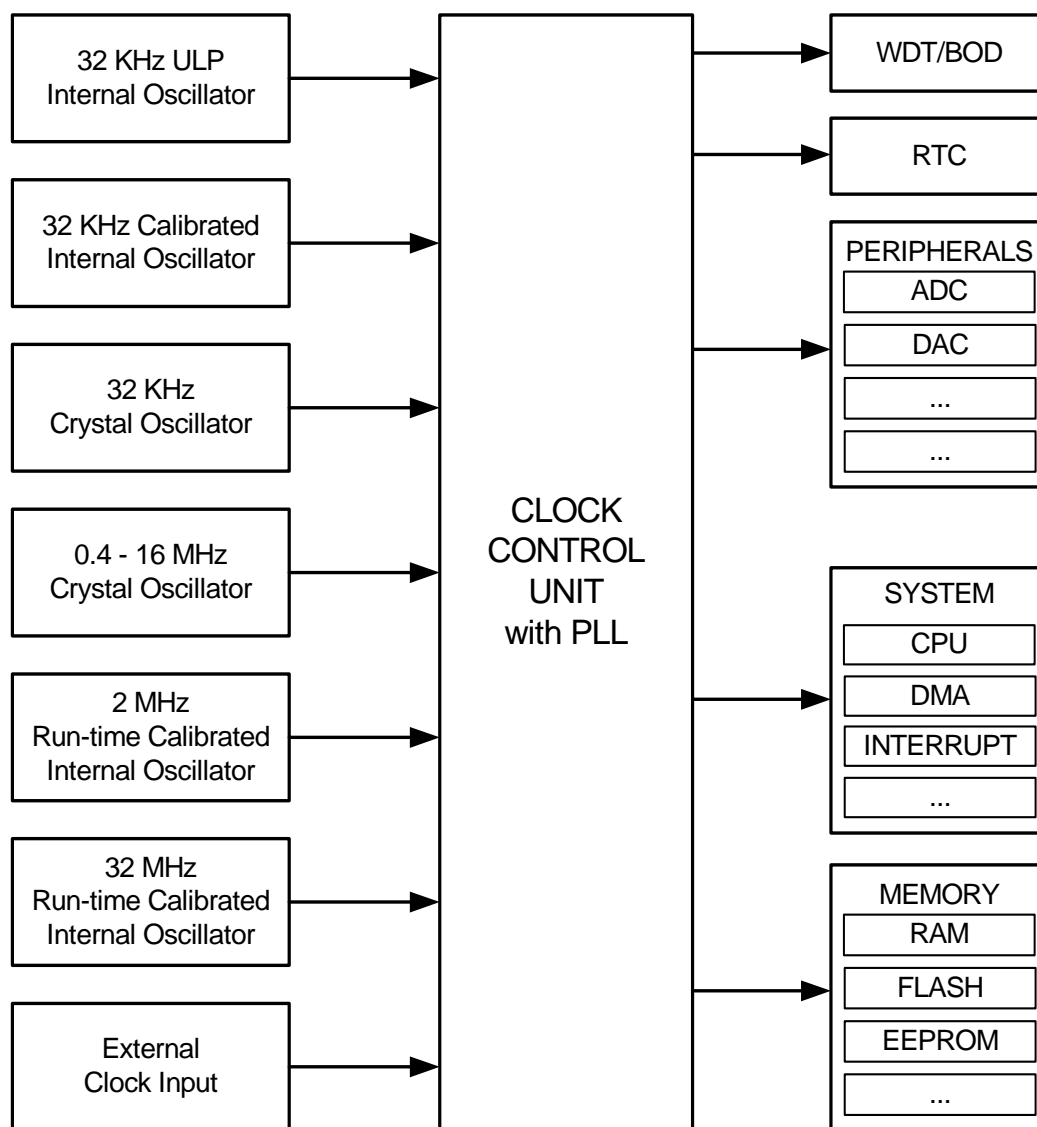 32 KHz ULP
Internal Oscillator
32 KHz Calibrated
Internal Oscillator
32 KHz
Crystal Oscillator
0.4 - 16 MHz
Crystal Oscillator
2 MHz
Run-time Calibrated
Internal Oscillator
32 MHz
Run-time Calibrated
Internal Oscillator
External
Clock Input
CLOCK
CONTROL
UNIT
with PLL
WDT/BOD
RTC
PERIPHERALS
ADC
DAC
...
...
SYSTEM
CPU
DMA
INTERRUPT
...
MEMORY
RAM
FLASH
EEPROM
...